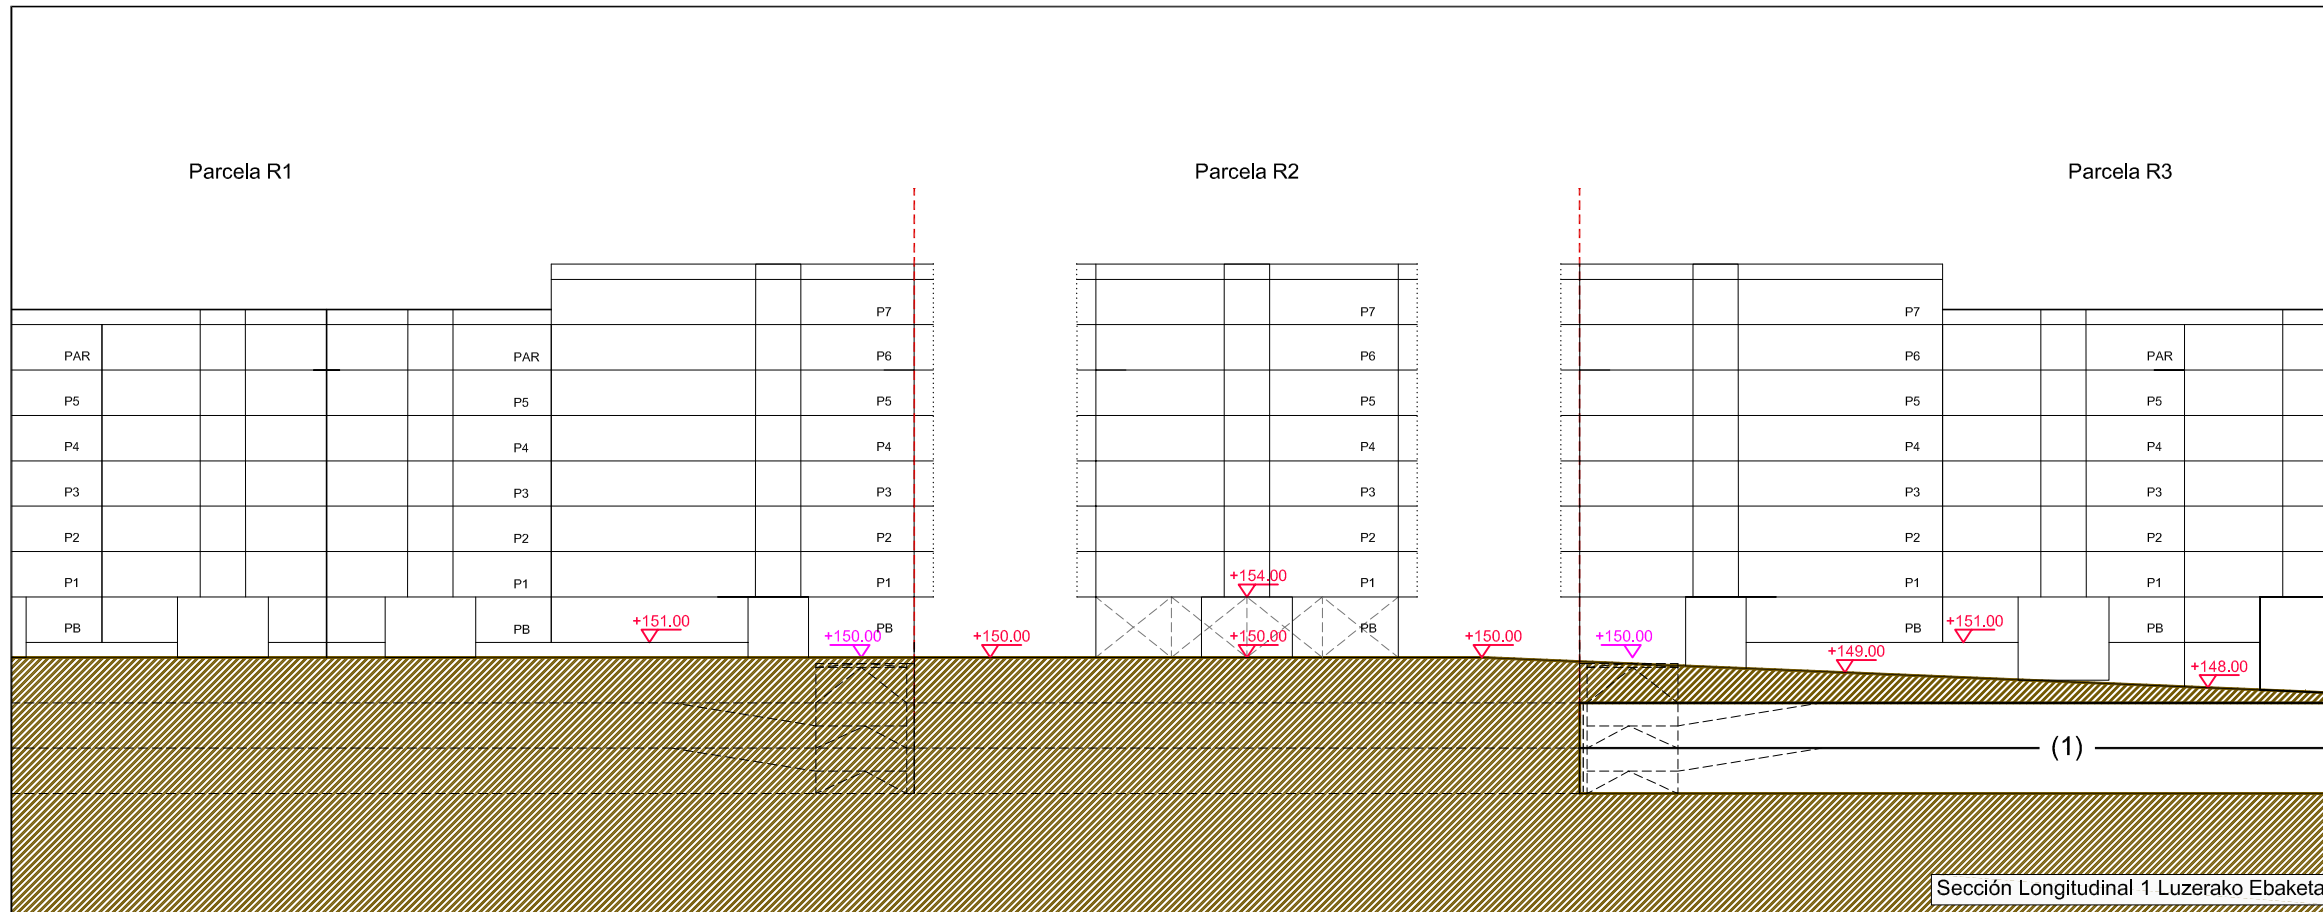 Parcela R1
Parcela R2
Parcela R3
P7
P7
P7
PAR
PAR
P6
P6
P6
PAR
P5
P5
P5
P5
P5
P5
P4
P4
P4
P4
P4
P4
P3
P3
P3
P3
P3
P3
P2
P2
P2
P2
P2
P2
P1
P1
P1
+154.00
P1
P1
P1
PB
PB
+151.00
+150.00
PB
+150.00
+150.00
PB
+150.00
+150.00
PB
+151.00
PB
+149.00
+148.00
(1)
Sección Longitudinal 1 Luzerako Ebaketa